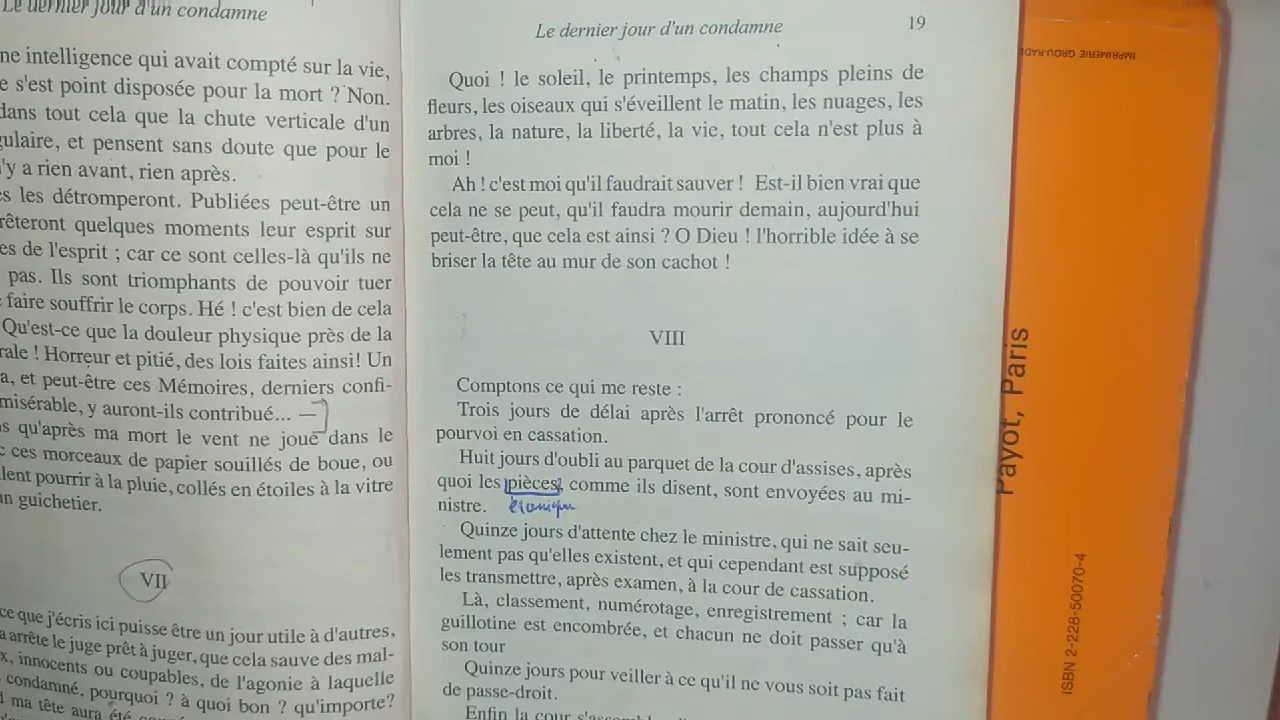 Le dernier jour d'un condamne
ne intelligence qui avait compté sur la vie,
e s'est point disposée pour la mort ? Non.
dans tout cela que la chute verticale d'un
gulaire, et pensent sans doute que pour le
'y a rien avant, rien après.
s les détromperont. Publiées peut-être un
rêteront quelques moments leur esprit sur
es de l'esprit ; car ce sont celles-là qu'ils ne
pas. Ils sont triomphants de pouvoir tuer
faire souffrir le corps. Hé ! c'est bien de cela
Qu'est-ce que la douleur physique près de la
rale ! Horreur et pitié, des lois faites ainsi! Un
a, et peut-être ces Mémoires, derniers confi-
misérable, y auront-ils contribué... —
s qu'après ma mort le vent ne joue dans le
c ces morceaux de papier souillés de boue, ou
lent pourrir à la pluie, collés en étoiles à la vitre
n guichetier.
VII
ce que j'écris ici puisse être un jour utile à d'autres,
a arrête le juge prêt à juger, que cela sauve des mal-
x, innocents ou coupables, de l'agonie à laquelle
condamné, pourquoi ? à quoi bon ? qu'importe?
d ma tête aura été
Le dernier jour d'un condamne
19
Quoi ! le soleil, le printemps, les champs pleins de
fleurs, les oiseaux qui s'éveillent le matin, les nuages, les
arbres, la nature, la liberté, la vie, tout cela n'est plus à
moi !
Ah ! c'est moi qu'il faudrait sauver ! Est-il bien vrai que
cela ne se peut, qu'il faudra mourir demain, aujourd'hui
peut-être, que cela est ainsi ? O Dieu ! l'horrible idée à se
briser la tête au mur de son cachot !
VIII
Comptons ce qui me reste :
Trois jours de délai après l'arrêt prononcé pour le
pourvoi en cassation.
Huit jours d'oubli au parquet de la cour d'assises, après
quoi les pièces, comme ils disent, sont envoyées au mi-
nistre.
Quinze jours d'attente chez le ministre, qui ne sait seu-
lement pas qu'elles existent, et qui cependant est supposé
les transmettre, après examen, à la cour de cassation.
Là, classement, numérotage, enregistrement ; car la
guillotine est encombrée, et chacun ne doit passer qu'à
son tour
Quinze jours pour veiller à ce qu'il ne vous soit pas fait
de passe-droit.
Enfin la cour
Payot, Paris
ISBN 2-228-50070-4
IMPRIMERIE